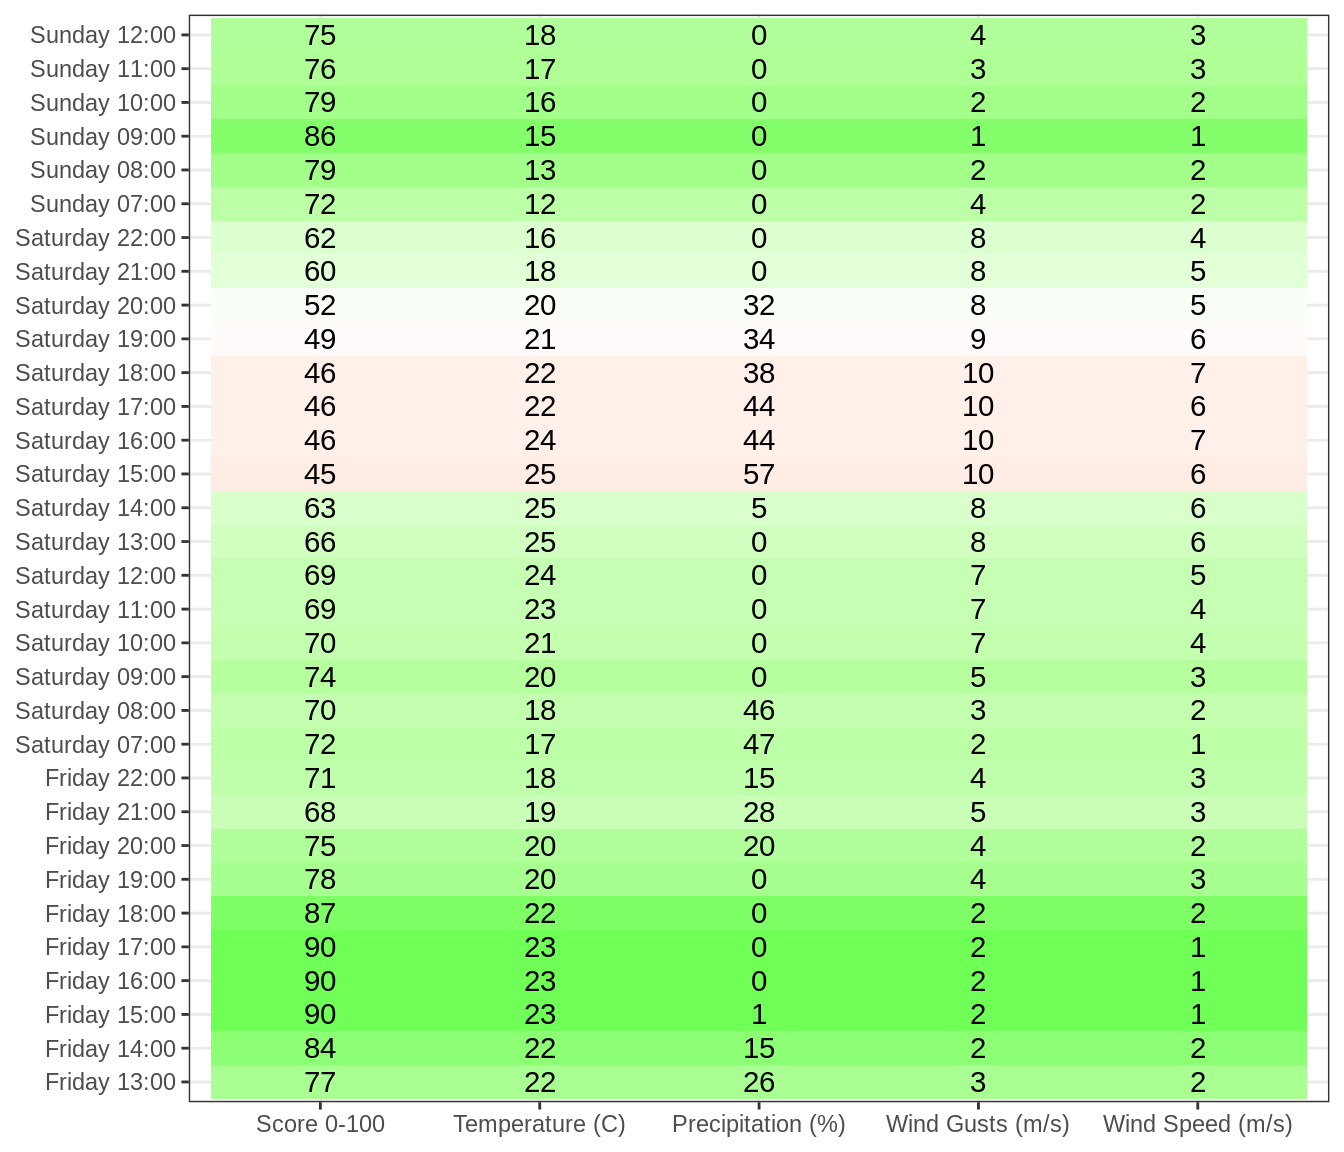 Sunday 12:00 75 18 0 4 3
Sunday 11:00 76 17 0 3 3
Sunday 10:00 79 16 0 2 2
Sunday 09:00 86 15 0 1 1
Sunday 08:00 79 13 0 2 2
Sunday 07:00 72 12 0 4 2
Saturday 22:00 62 16 0 8 4
Saturday 21:00 60 18 0 8 5
Saturday 20:00 52 20 32 8 5
Saturday 19:00 49 21 34 9 6
Saturday 18:00 46 22 38 10 7
Saturday 17:00 46 22 44 10 6
Saturday 16:00 46 24 44 10 7
Saturday 15:00 45 25 57 10 6
Saturday 14:00 63 25 5 8 6
Saturday 13:00 66 25 0 8 6
Saturday 12:00 69 24 0 7 5
Saturday 11:00 69 23 0 7 4
Saturday 10:00 70 21 0 7 4
Saturday 09:00 74 20 0 5 3
Saturday 08:00 70 18 46 3 2
Saturday 07:00 72 17 47 2 1
Friday 22:00 71 18 15 4 3
Friday 21:00 68 19 28 5 3
Friday 20:00 75 20 20 4 2
Friday 19:00 78 20 0 4 3
Friday 18:00 87 22 0 2 2
Friday 17:00 90 23 0 2 1
Friday 16:00 90 23 0 2 1
Friday 15:00 90 23 1 2 1
Friday 14:00 84 22 15 2 2
Friday 13:00 77 22 26 3 2
Score 0-100 Temperature (C) Precipitation (%) Wind Gusts (m/s) Wind Speed (m/s)